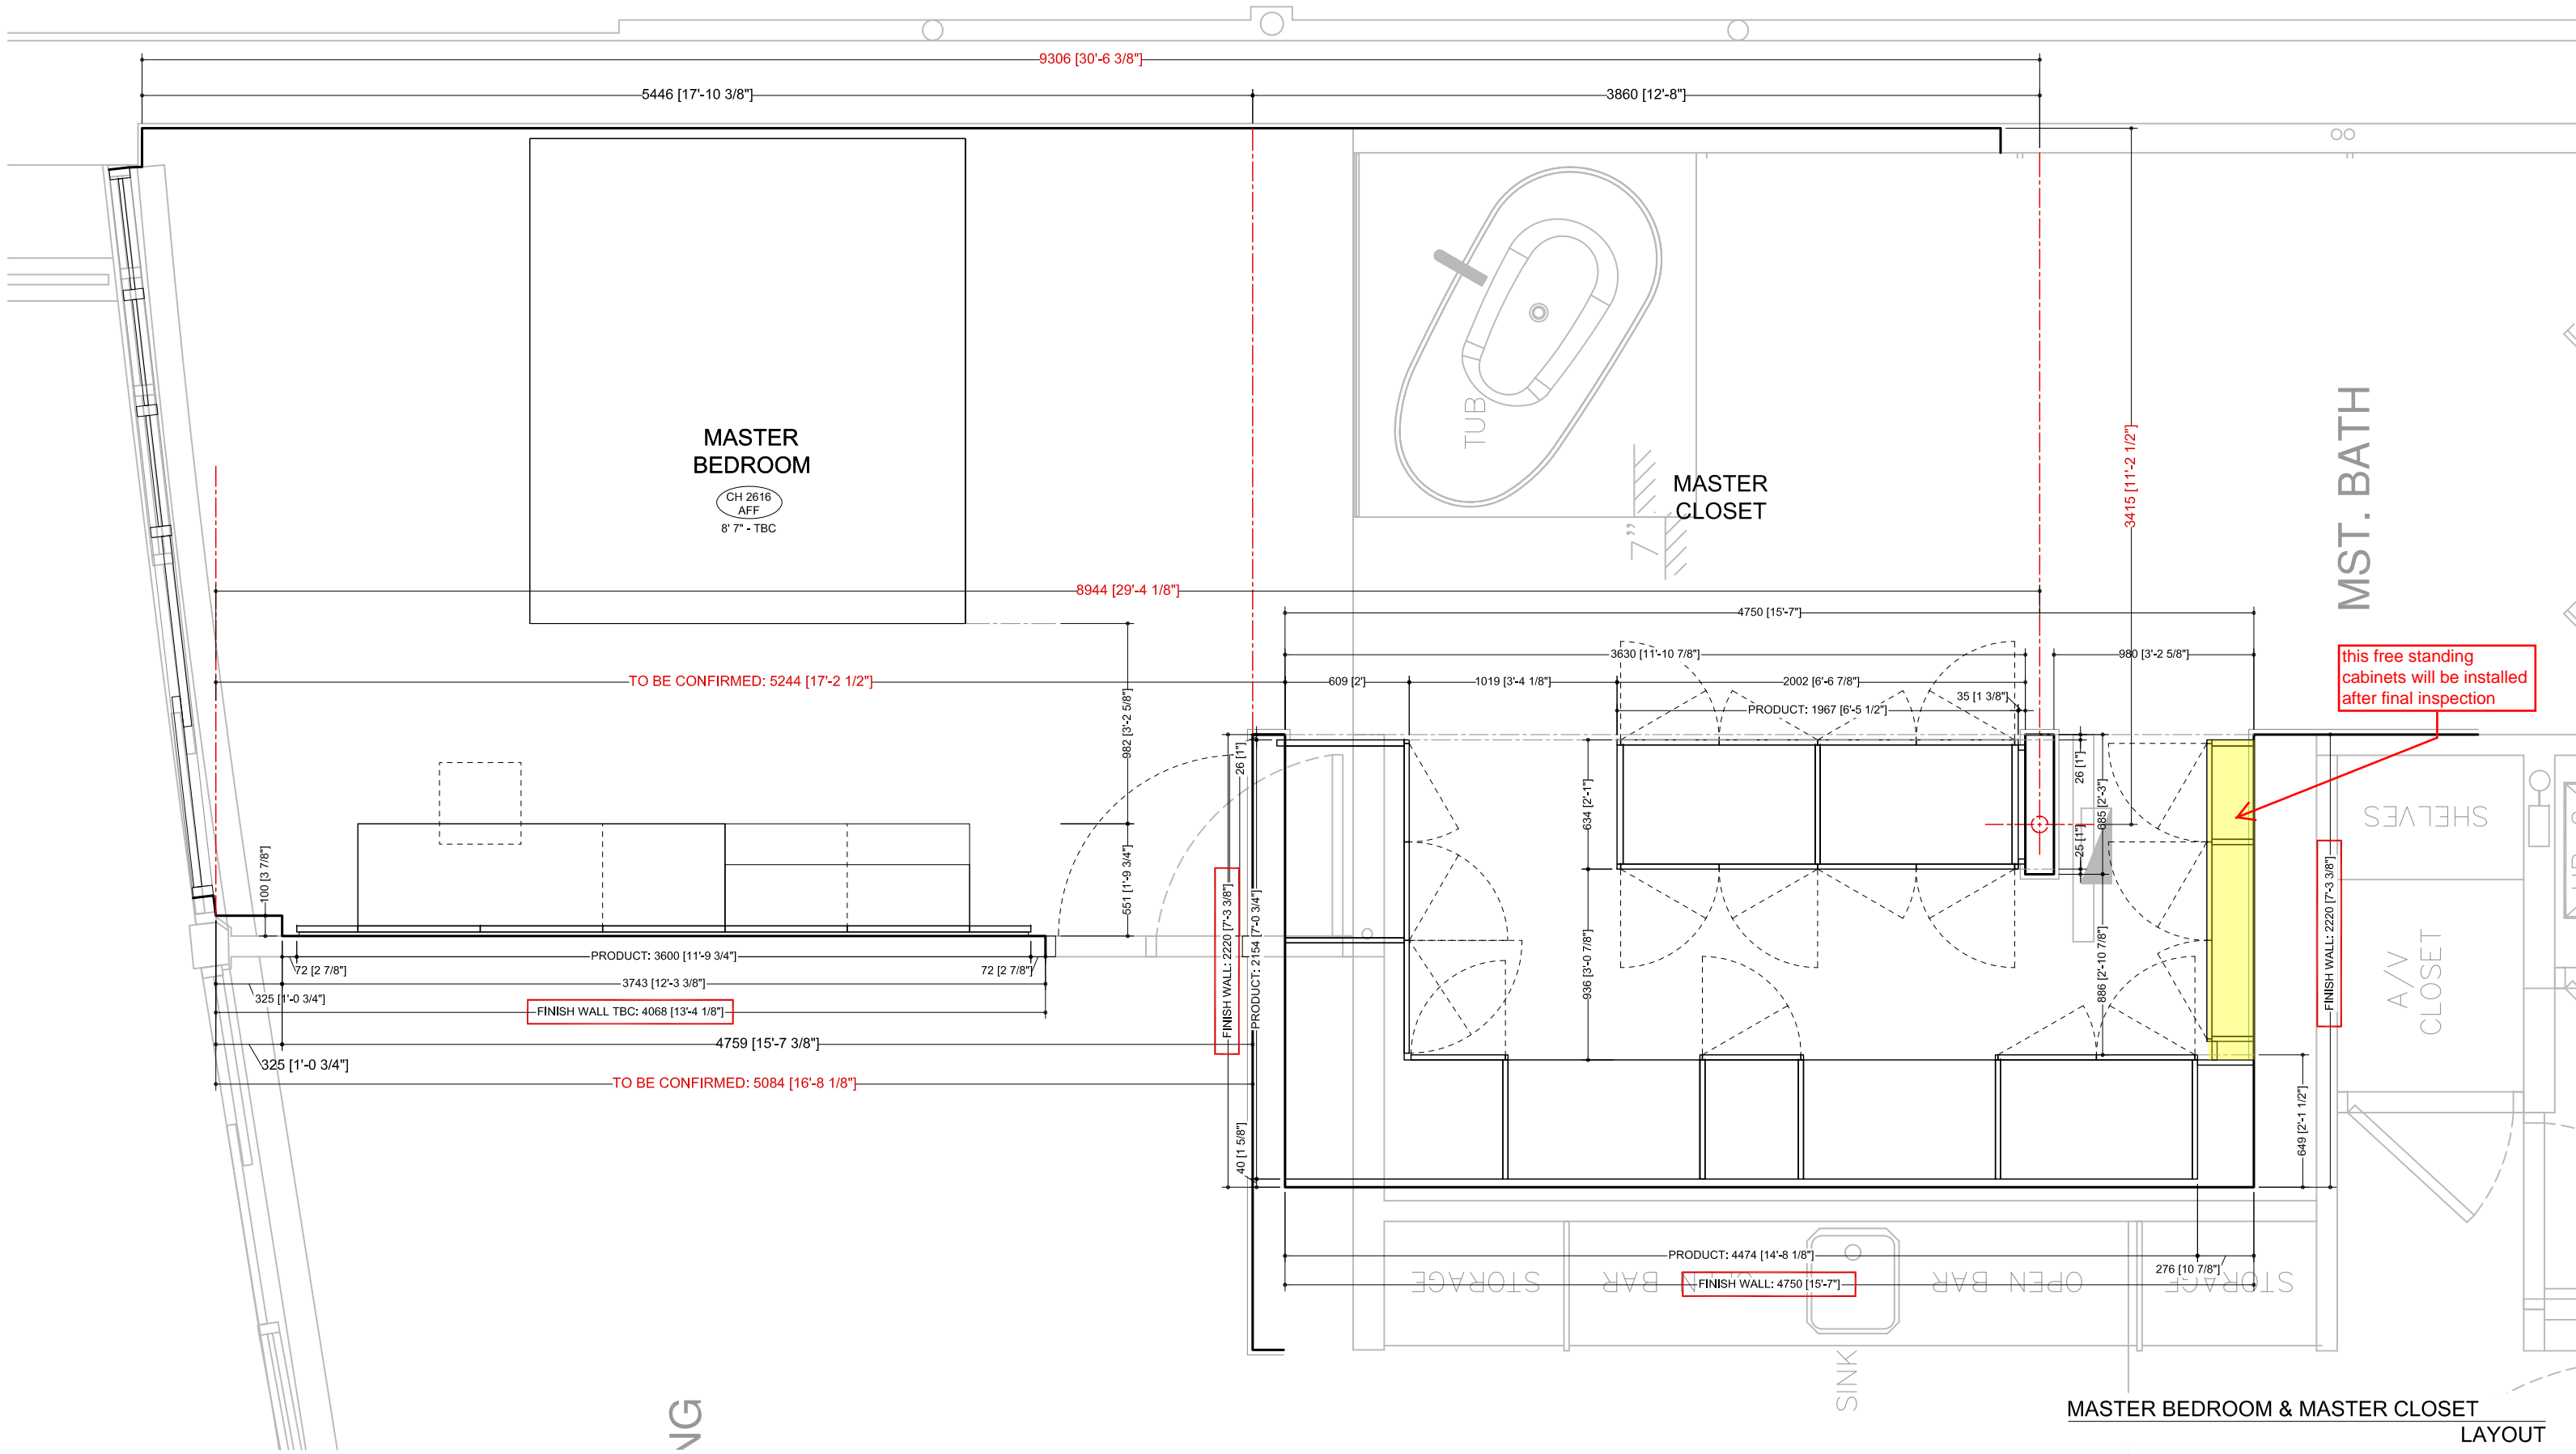 9306 [30'-6 3/8"]
5446 [17'-10 3/8"]
3860 [12'-8"]
MASTER
BEDROOM
CH 2616
AFF
8' 7" - TBC
TUB
7"
MASTER
CLOSET
3415 [11'-2 1/2"]
MST. BATH
8944 [29'-4 1/8"]
4750 [15'-7"]
3630 [11'-10 7/8"]
980 [3'-2 5/8"]
this free standing
cabinets will be installed
after final inspection
TO BE CONFIRMED: 5244 [17'-2 1/2"]
609 [2']
1019 [3'-4 1/8"]
2002 [6'-6 7/8"]
35 [1 3/8"]
PRODUCT: 1967 [6'-5 1/2"]
982 [3'-2 5/8"]
26 [1"]
26 [1"]
634 [2'-1"]
685 [2'-3"]
25 [1"]
SHELVES
100 [3 7/8"]
551 [1'-9 3/4"]
FINISH WALL: 2220 [7'-3 3/8"]
PRODUCT: 2154 [7'-0 3/4"]
936 [3'-0 7/8"]
886 [2'-10 7/8"]
FINISH WALL: 2220 [7'-3 3/8"]
A/V
CLOSET
PRODUCT: 3600 [11'-9 3/4"]
72 [2 7/8"]
72 [2 7/8"]
3743 [12'-3 3/8"]
325 [1'-0 3/4"]
FINISH WALL TBC: 4068 [13'-4 1/8"]
4759 [15'-7 3/8"]
325 [1'-0 3/4"]
TO BE CONFIRMED: 5084 [16'-8 1/8"]
40 [1 5/8"]
649 [2'-1 1/2"]
PRODUCT: 4474 [14'-8 1/8"]
276 [10 7/8"]
STORAGE
BAR
FINISH WALL: 4750 [15'-7"]
OPEN BAR
STORAGE
SINK
NG
MASTER BEDROOM & MASTER CLOSET
LAYOUT